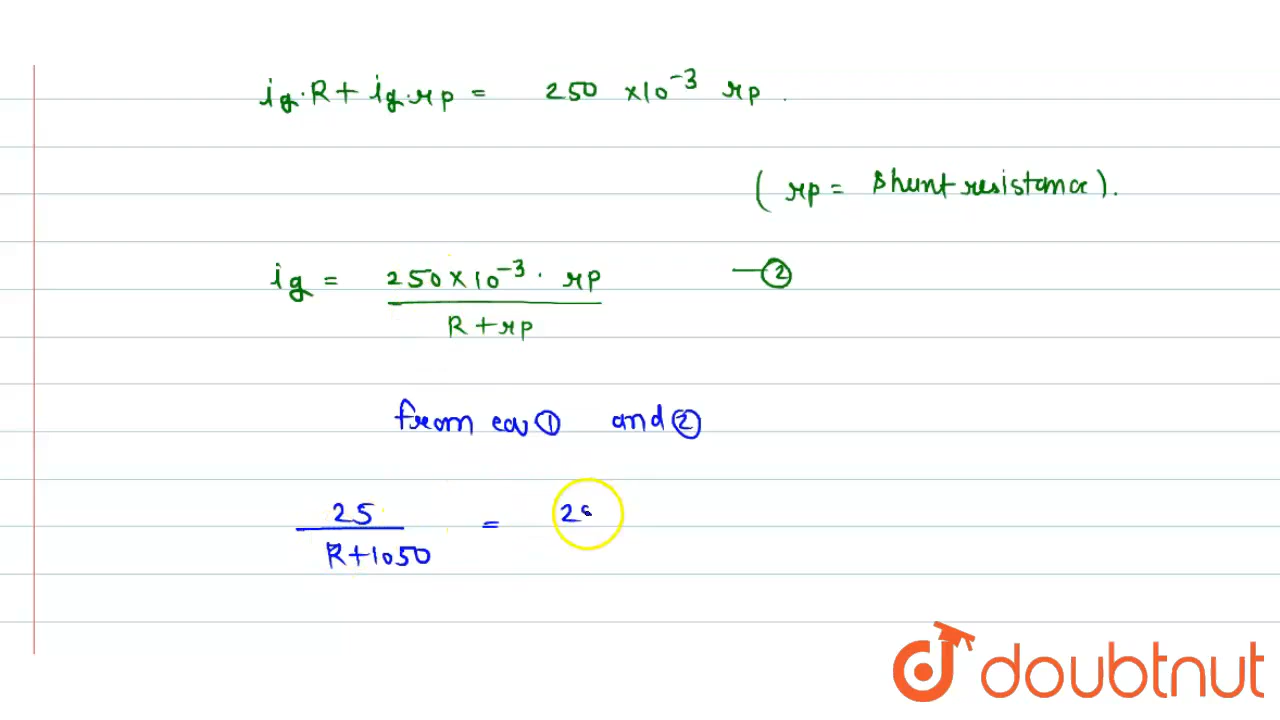 ig.R + ig.rp = 250 ×10⁻³ rp.
( rp = shunt resistance).
ig = 250×10⁻³. rp —②
R + rp
from eq ① and ②
25 = 2s
R+1050
doubtnut